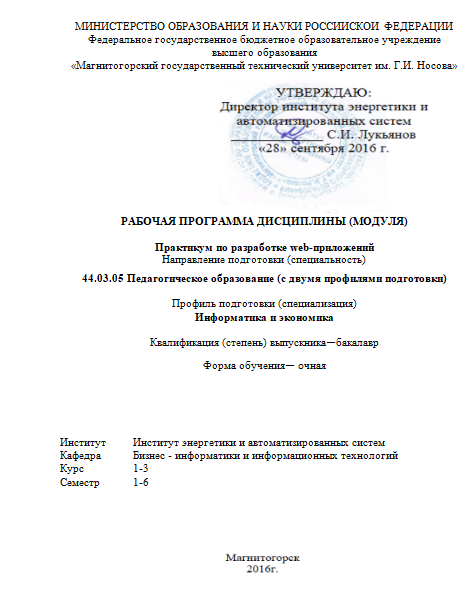 МИНИСТЕРСТВО ОБРАЗОВАНИЯ И НАУКИ РОССИЙСКОЙ ФЕДЕРАЦИИ
Федеральное государственное бюджетное образовательное учреждение
высшего образования
«Магнитогорский государственный технический университет им. Г.И. Носова»
УТВЕРЖДАЮ:
Директор института энергетики и
автоматизированных систем
С.И. Лукьянов
«28» сентября 2016 г.
РАБОЧАЯ ПРОГРАММА ДИСЦИПЛИНЫ (МОДУЛЯ)
Практикум по разработке web-приложений
Направление подготовки (специальность)
44.03.05 Педагогическое образование (с двумя профилями подготовки)
Профиль подготовки (специализация)
Информатика и экономика
Квалификация (степень) выпускника—бакалавр
Форма обучения— очная
Институт Институт энергетики и автоматизированных систем
Кафедра Бизнес - информатики и информационных технологий
Курс 1-3
Семестр 1-6
Магнитогорск
2016г.